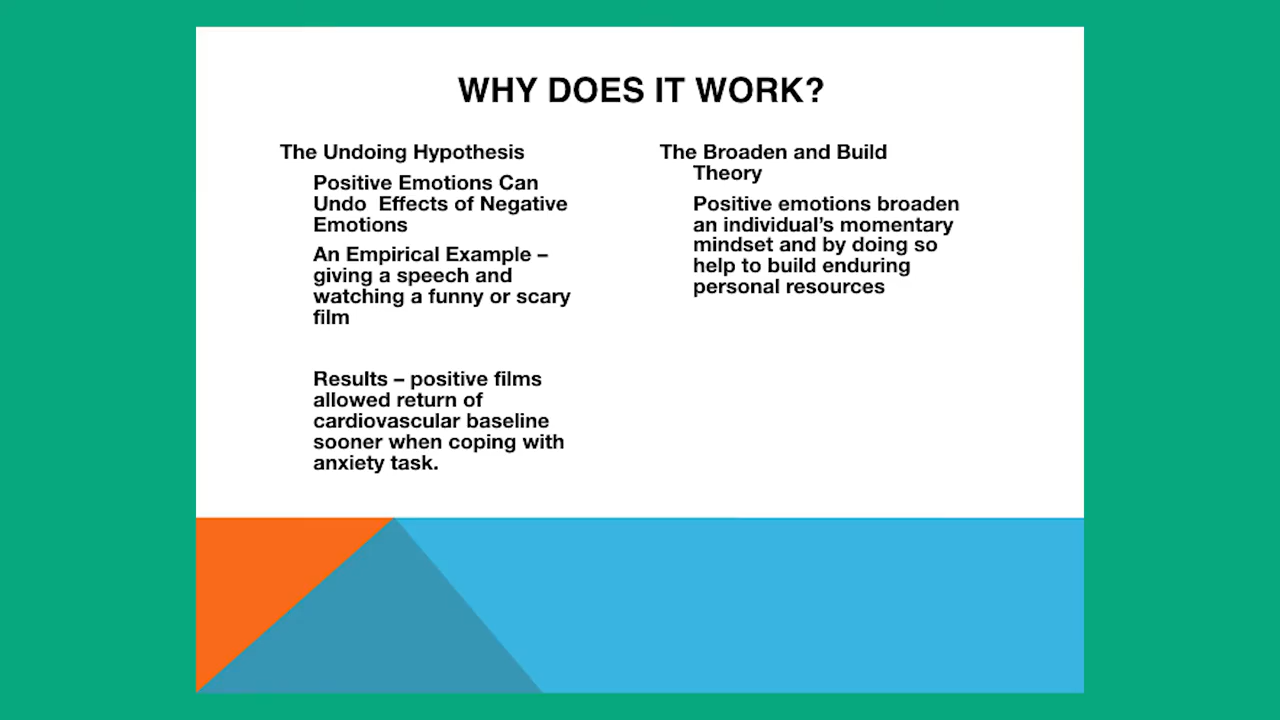 WHY DOES IT WORK?
The Undoing Hypothesis
Positive Emotions Can
Undo  Effects of Negative
Emotions
An Empirical Example –
giving a speech and
watching a funny or scary
film
Results – positive films
allowed return of
cardiovascular baseline
sooner when coping with
anxiety task.
The Broaden and Build
Theory
Positive emotions broaden
an individual’s momentary
mindset and by doing so
help to build enduring
personal resources